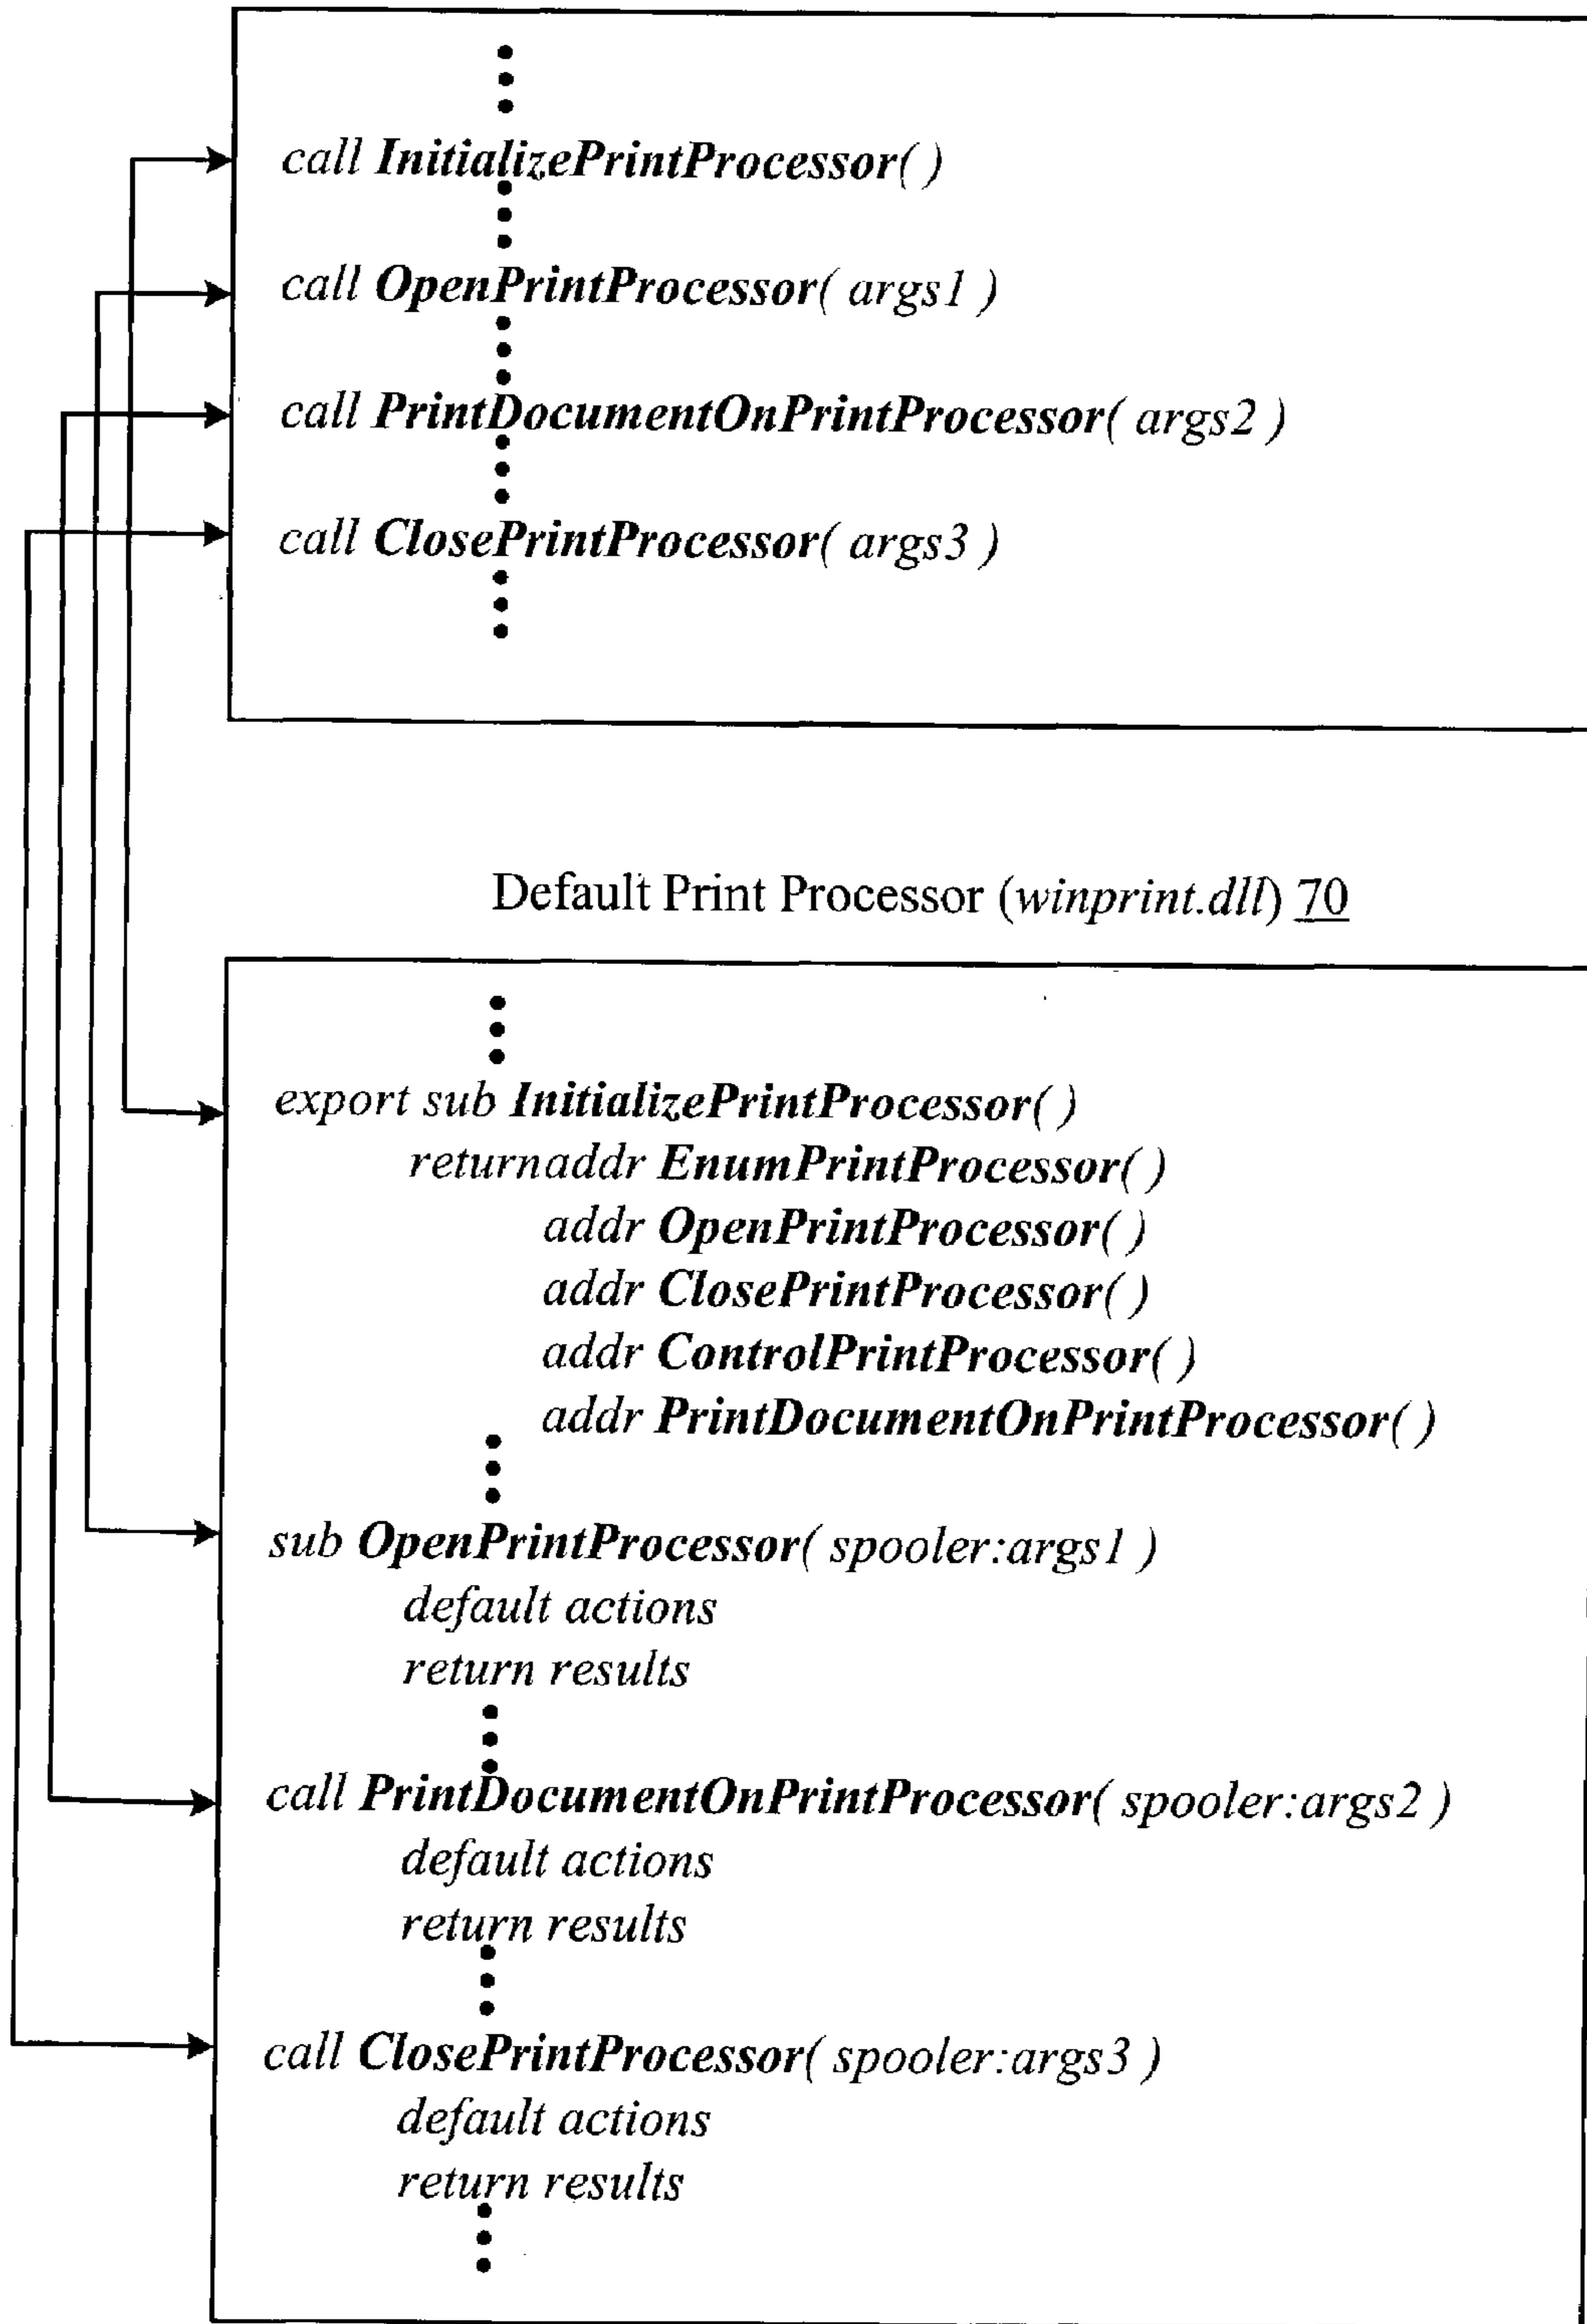 call InitializePrintProcessor( )
call OpenPrintProcessor( args1 )
call PrintDocumentOnPrintProcessor( args2 )
call ClosePrintProcessor( args3 )
Default Print Processor (winprint.dll) 70
export sub InitializePrintProcessor( )
returnaddr EnumPrintProcessor( )
addr OpenPrintProcessor( )
addr ClosePrintProcessor( )
addr ControlPrintProcessor( )
addr PrintDocumentOnPrintProcessor( )
sub OpenPrintProcessor( spooler:args1 )
default actions
return results
call PrintDocumentOnPrintProcessor( spooler:args2 )
default actions
return results
call ClosePrintProcessor( spooler:args3 )
default actions
return results